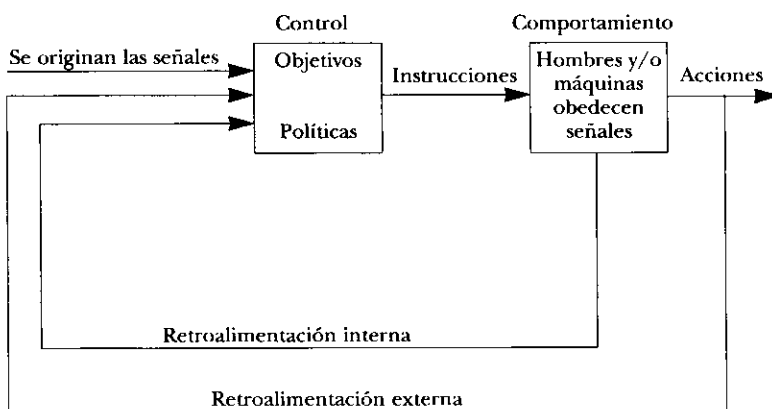 Control
Comportamiento
Se originan las señales
Objetivos
Políticas
Instrucciones
Hombres y/o
máquinas
obedecen
señales
Acciones
Retroalimentación interna
Retroalimentación externa